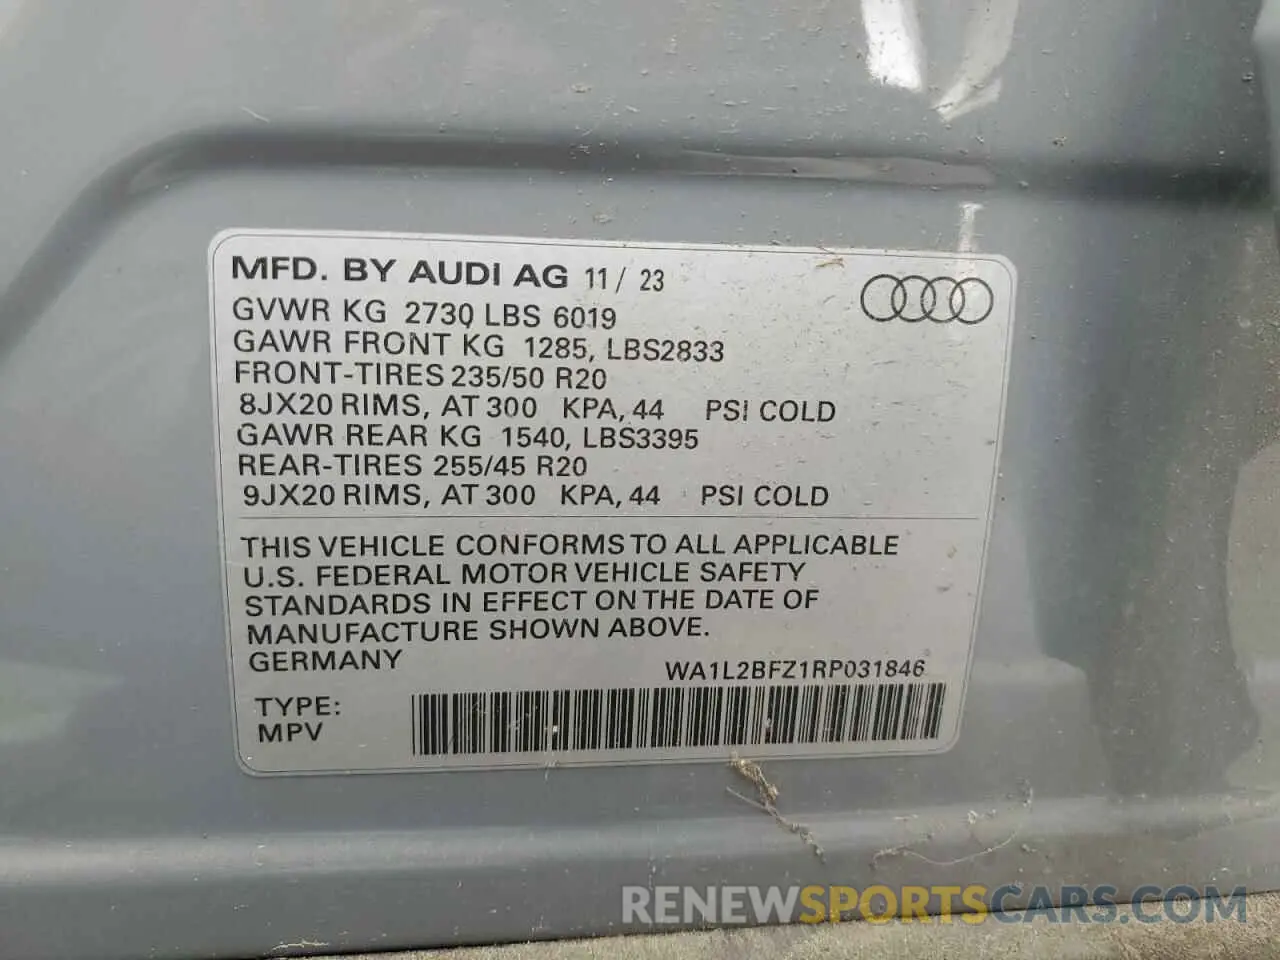 MFD. BY AUDI AG 11 / 23
GVWR KG 2730 LBS 6019
GAWR FRONT KG 1285, LBS2833
FRONT-TIRES 235/50 R20
8JX20 RIMS, AT 300 KPA, 44 PSI COLD
GAWR REAR KG 1540, LBS3395
REAR-TIRES 255/45 R20
9JX20 RIMS, AT 300 KPA, 44 PSI COLD
THIS VEHICLE CONFORMS TO ALL APPLICABLE
U.S. FEDERAL MOTOR VEHICLE SAFETY
STANDARDS IN EFFECT ON THE DATE OF
MANUFACTURE SHOWN ABOVE.
GERMANY
WA1L2BFZ1RP031846
TYPE:
MPV
RENEWSPORTSCARS.COM